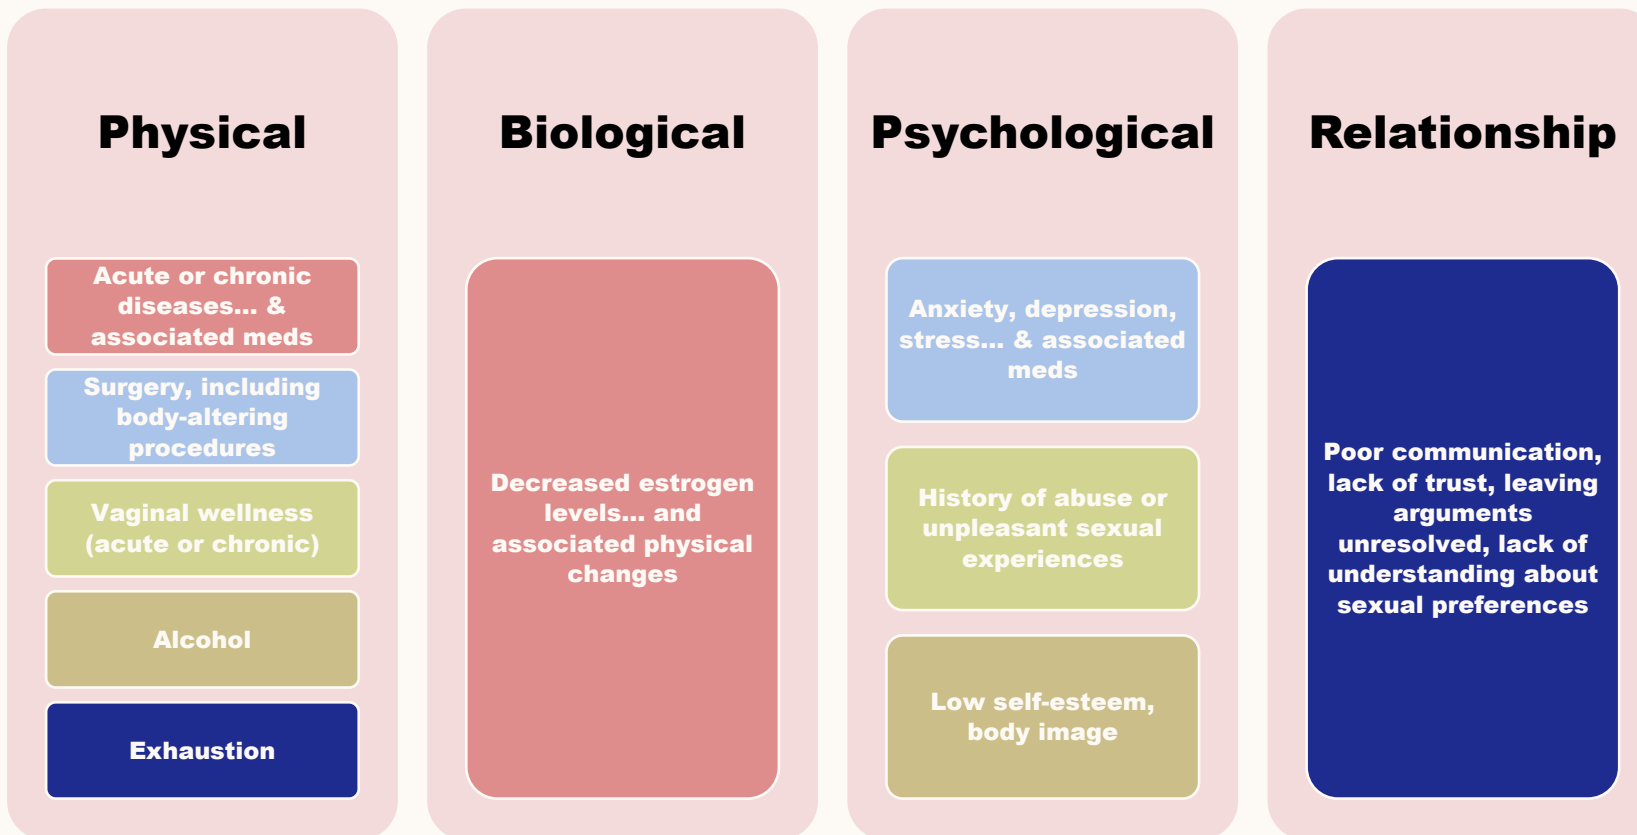 Physical
Acute or chronic
diseases... &
associated meds
Surgery, including
body-altering
procedures
Vaginal wellness
(acute or chronic)
Alcohol
Exhaustion
Biological
Decreased estrogen
levels... and
associated physical
changes
Psychological
Anxiety, depression,
stress... & associated
meds
History of abuse or
unpleasant sexual
experiences
Low self-esteem,
body image
Relationship
Poor communication,
lack of trust, leaving
arguments
unresolved, lack of
understanding about
sexual preferences